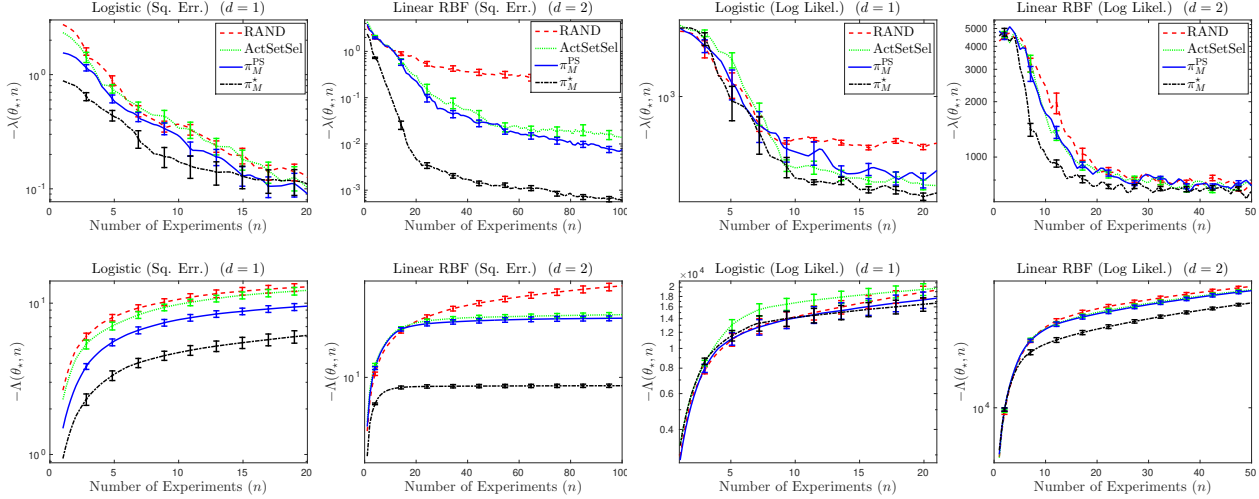 Logistic (Sq. Err.) (d = 1)
−λ(θ⋆, n)
10^0
10^-1
0 5 10 15 20
Number of Experiments (n)
RAND
ActSetSel
π_M^PS
π_M^⋆
Linear RBF (Sq. Err.) (d = 2)
−λ(θ⋆, n)
10^0
10^-1
10^-2
10^-3
0 20 40 60 80 100
Number of Experiments (n)
RAND
ActSetSel
π_M^PS
π_M^⋆
Logistic (Log Likel.) (d = 1)
−λ(θ⋆, n)
10^3
5 10 15 20
Number of Experiments (n)
RAND
ActSetSel
π_M^PS
π_M^⋆
Linear RBF (Log Likel.) (d = 2)
−λ(θ⋆, n)
5000
4000
3000
2000
1000
0 10 20 30 40 50
Number of Experiments (n)
RAND
ActSetSel
π_M^PS
π_M^⋆
Logistic (Sq. Err.) (d = 1)
−Λ(θ⋆, n)
10^1
10^0
0 5 10 15 20
Number of Experiments (n)
Linear RBF (Sq. Err.) (d = 2)
−Λ(θ⋆, n)
10^1
0 20 40 60 80 100
Number of Experiments (n)
Logistic (Log Likel.) (d = 1)
×10^4
−Λ(θ⋆, n)
2
1.8
1.6
1.4
1.2
1
0.8
0.6
0.4
5 10 15 20
Number of Experiments (n)
Linear RBF (Log Likel.) (d = 2)
−Λ(θ⋆, n)
10^4
0 10 20 30 40 50
Number of Experiments (n)